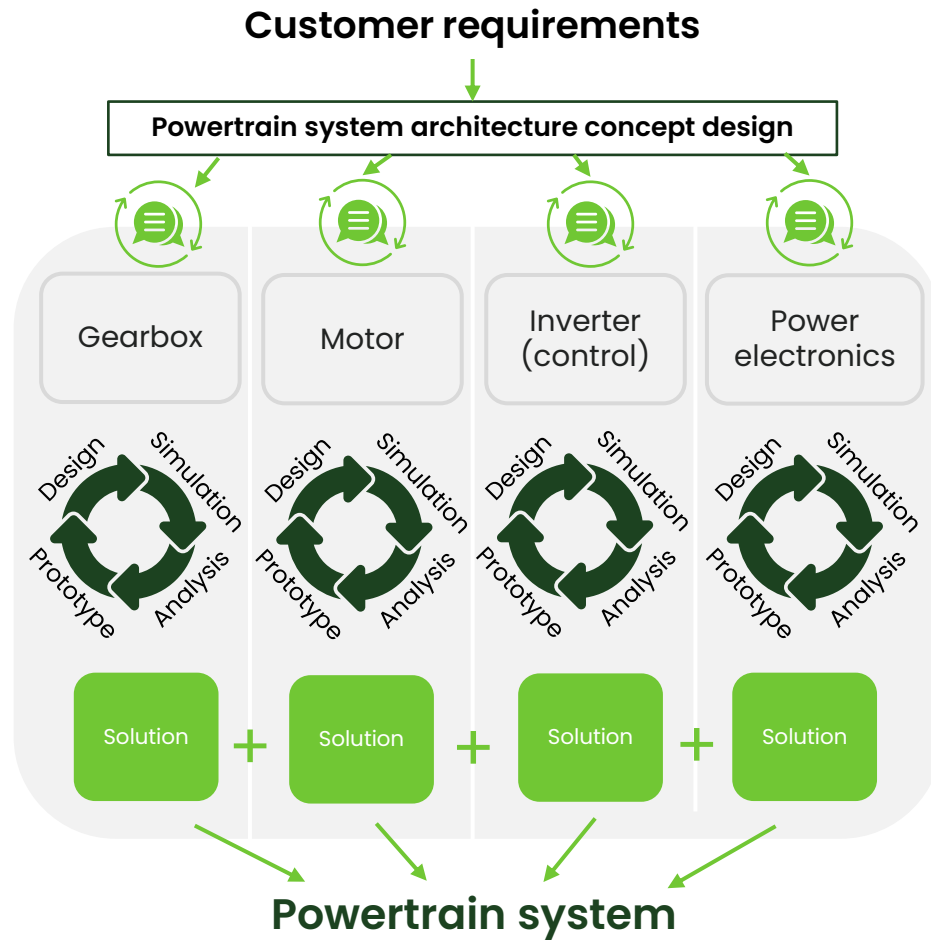 Customer requirements
Powertrain system architecture concept design
Gearbox
Motor
Inverter
(control)
Power
electronics
Design
Simulation
Prototype
Analysis
Design
Simulation
Prototype
Analysis
Design
Simulation
Prototype
Analysis
Design
Simulation
Prototype
Analysis
Solution
+
Solution
+
Solution
+
Solution
Powertrain system